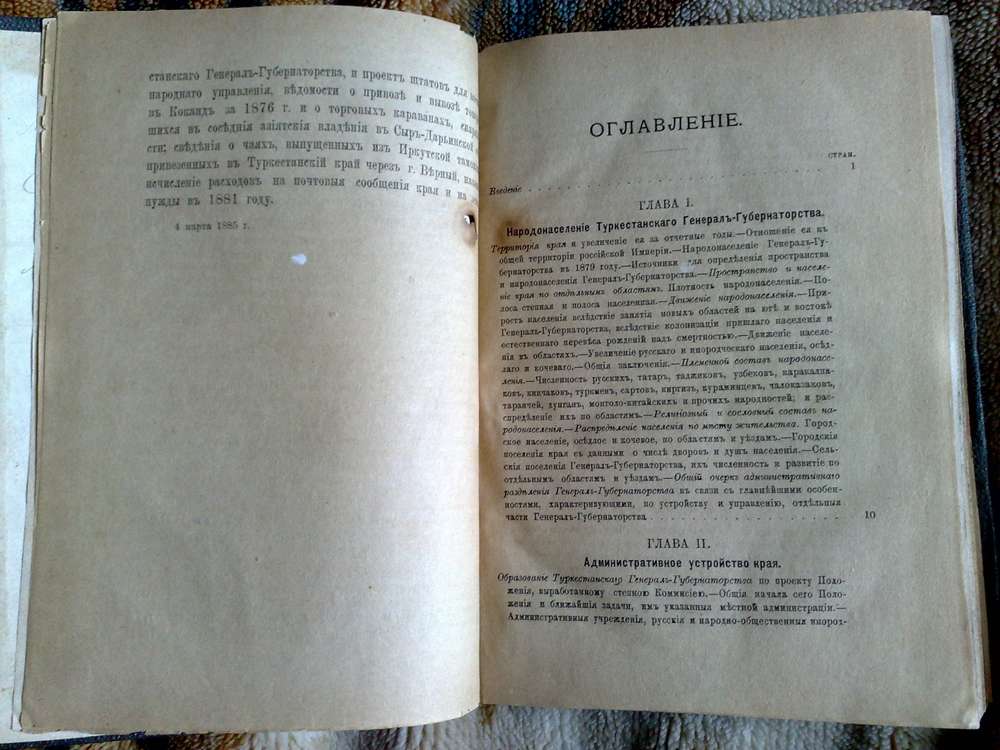 станскаго Генералъ-Губернаторства, и проектъ штатовъ для
народнаго управленія, вѣдомости о привозѣ и вывозѣ
въ Кокандъ за 1876 г. и о торговыхъ караванахъ,
шихся въ сосѣднія азіятскія владѣнія въ Сыръ-Дарьинской
сти; свѣдѣнія о чаяхъ, выпущенныхъ изъ Иркутской
привезенныхъ въ Туркестанскій край черезъ г. Вѣрный,
исчисленіе расходовъ на почтовыя сообщенія края и на
нужды въ 1881 году.
4 марта 1885 г.
ОГЛАВЛЕНІЕ.
СТРАН.
Введеніе . . . . . . . . . . . . . . . . . . . . . . 1
ГЛАВА I.
Народонаселеніе Туркестанскаго Генералъ-Губернаторства.
Территорія края и увеличеніе ея за отчетные годы.—Отношеніе ея къ
общей территоріи россійской Имперіи.—Народонаселеніе Генералъ-Гу-
бернаторства въ 1879 году.—Источники для опредѣленія пространства
и народонаселенія Генералъ-Губернаторства.—Пространство и населе-
ніе края по отдѣльнымъ областямъ. Плотность народонаселенія.—По-
лоса степная и полоса населенная.—Движеніе народонаселенія.—При-
ростъ населенія вслѣдствіе занятія новыхъ областей на югѣ и востокѣ
Генералъ-Губернаторства, вслѣдствіе колонизаціи пришлаго населенія и
естественнаго перевѣса рожденій надъ смертностью.—Движеніе населе-
нія въ областяхъ.—Увеличеніе русскаго и инородческаго населенія, осѣд-
лаго и кочеваго.—Общія заключенія.—Племенной составъ народонасе-
ленія.—Численность русскихъ, татаръ, таджиковъ, узбековъ, каракалпа-
ковъ, кипчаковъ, туркменъ, сартовъ, киргизъ, кураминцевъ, чалоказаковъ,
таранчей, дунганъ, монголо-китайскихъ и прочихъ народностей; и рас-
спредѣленіе ихъ по областямъ.—Религіозный и сословный составъ на-
родонаселенія.—Распредѣленіе населенія по мѣсту жительства. Город-
ское населеніе, осѣдлое и кочевое, по областямъ и уѣздамъ.—Городскія
поселенія края съ данными о числѣ дворовъ и душъ населенія.—Сель-
скія поселенія Генералъ-Губернаторства, ихъ численность и развитіе по
отдѣльнымъ областямъ и уѣздамъ.—Общій очеркъ административнаго
раздѣленія Генералъ-Губернаторства въ связи съ главнѣйшими особен-
ностями, характеризующими, по устройству и управленію, отдѣльныя
части Генералъ-Губернаторства . . . . . . . . . . . . . . . . 10
ГЛАВА II.
Административное устройство края.
Образованіе Туркестанскаго Генералъ-Губернаторства по проекту Поло-
женія, выработанному степною Комисіею.—Общія начала сего Поло-
женія и ближайшія задачи, имъ указанныя мѣстной администраціи.—
Административныя учрежденія, русскія и народно-общественныя инород-